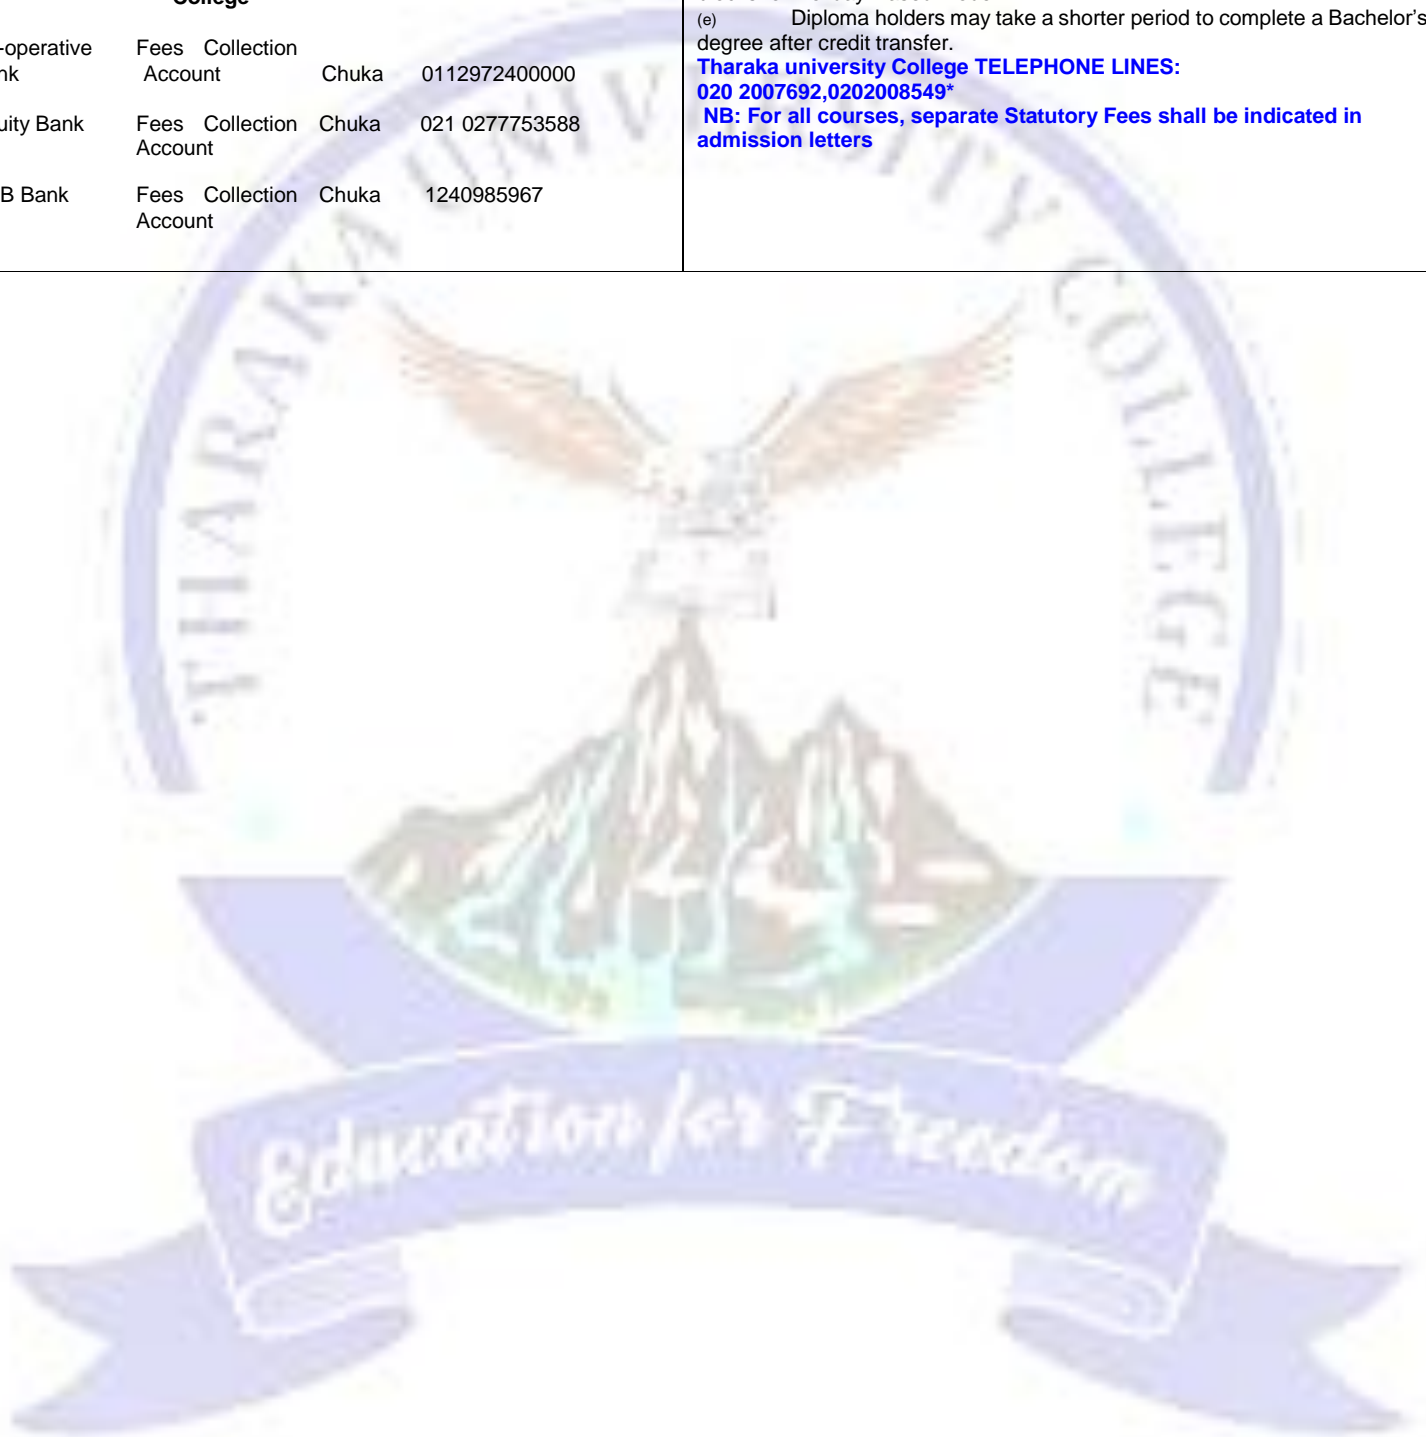 College
-operative Fees Collection
nk Account Chuka 0112972400000
uity Bank Fees Collection Chuka 021 0277753588
Account
B Bank Fees Collection Chuka 1240985967
Account
(e) Diploma holders may take a shorter period to complete a Bachelor's
degree after credit transfer.
Tharaka university College TELEPHONE LINES:
020 2007692,0202008549*
NB: For all courses, separate Statutory Fees shall be indicated in
admission letters
THARAKA UNIVERSITY COLLEGE
Education for Freedom